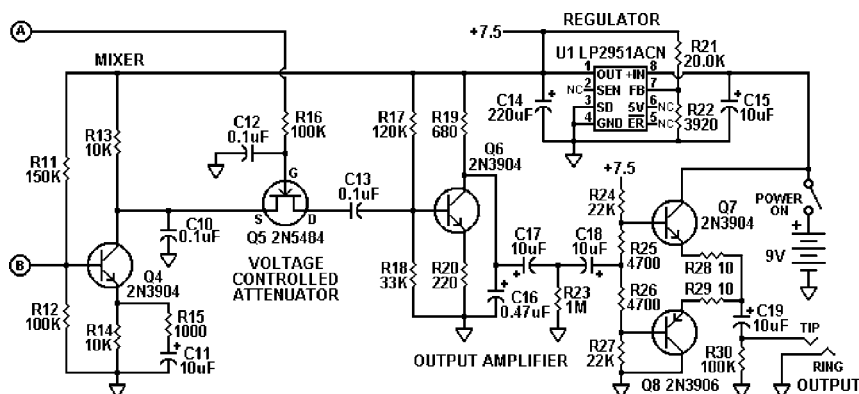 A
MIXER
REGULATOR
+7.5
U1 LP2951ACN
R21
20.0K
1 OUT +IN 8
NC 2 SEN FB 7
3 SD 5V 6 NC
4 GND ER 5 NC
C14
220uF
R22
3920
C15
10uF
R11
150K
R13
10K
C12
0.1uF
R16
100K
R17
120K
R19
680
Q6
2N3904
G
S
D
C13
0.1uF
C10
0.1uF
Q5 2N5484
VOLTAGE
CONTROLLED
ATTENUATOR
B
Q4
2N3904
R12
100K
R14
10K
R15
1000
C11
10uF
R18
33K
R20
220
C17
10uF
C18
10uF
C16
0.47uF
R23
1M
OUTPUT AMPLIFIER
+7.5
R24
22K
R25
4700
R26
4700
R27
22K
Q7
2N3904
R28 10
R29 10
Q8 2N3906
C19
10uF
R30
100K
POWER
ON
9V
TIP
RING
OUTPUT